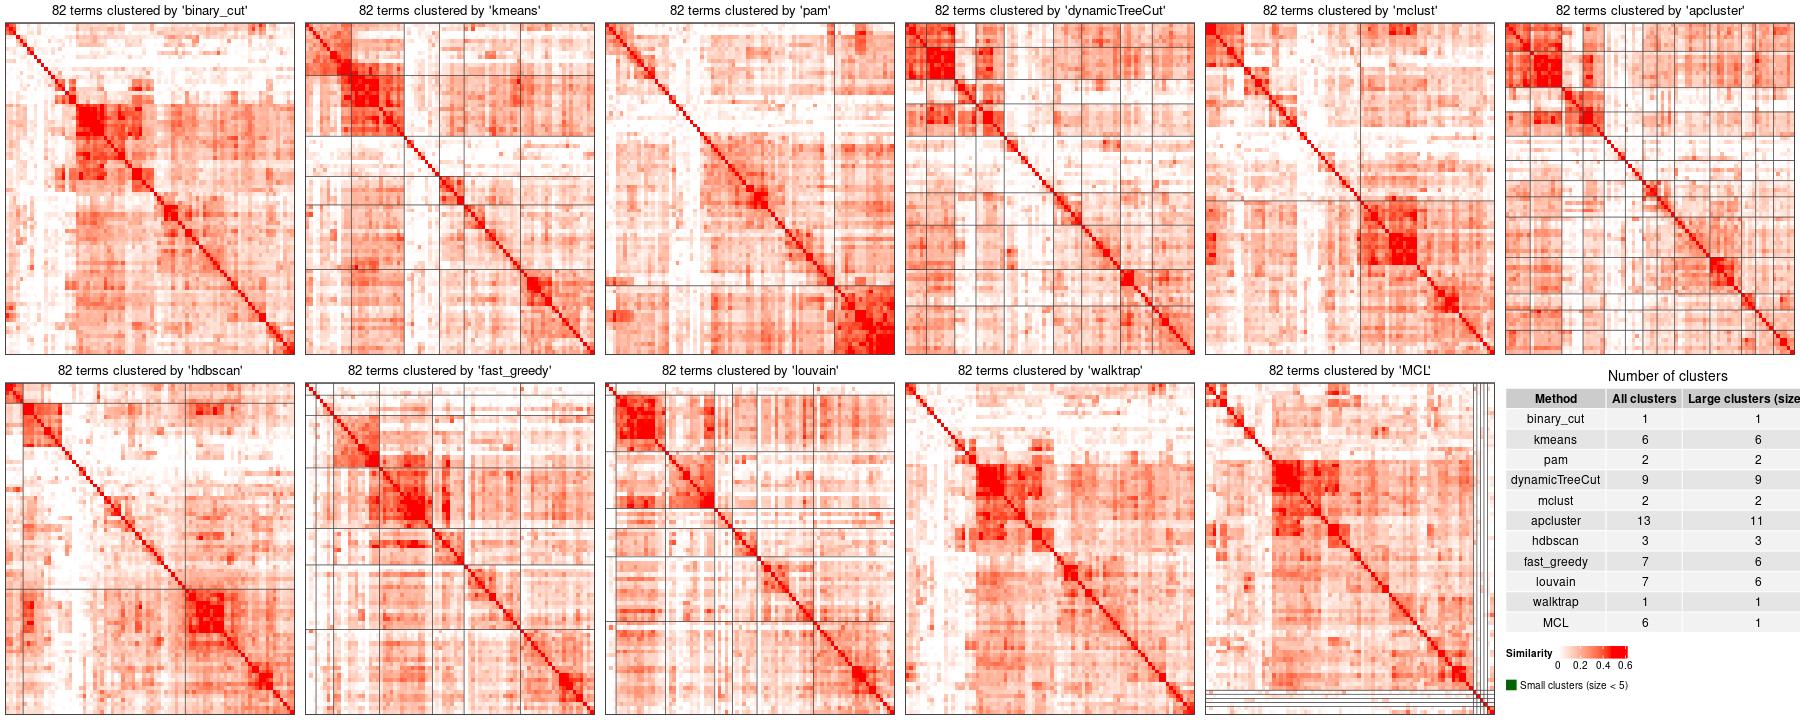 82 terms clustered by 'binary_cut'
82 terms clustered by 'kmeans'
82 terms clustered by 'pam'
82 terms clustered by 'dynamicTreeCut'
82 terms clustered by 'mclust'
82 terms clustered by 'apcluster'
82 terms clustered by 'hdbscan'
82 terms clustered by 'fast_greedy'
82 terms clustered by 'louvain'
82 terms clustered by 'walktrap'
82 terms clustered by 'MCL'
Number of clusters
Method All clusters Large clusters (size
binary_cut 1 1
kmeans 6 6
pam 2 2
dynamicTreeCut 9 9
mclust 2 2
apcluster 13 11
hdbscan 3 3
fast_greedy 7 6
louvain 7 6
walktrap 1 1
MCL 6 1
Similarity
0 0.2 0.4 0.6
Small clusters (size < 5)